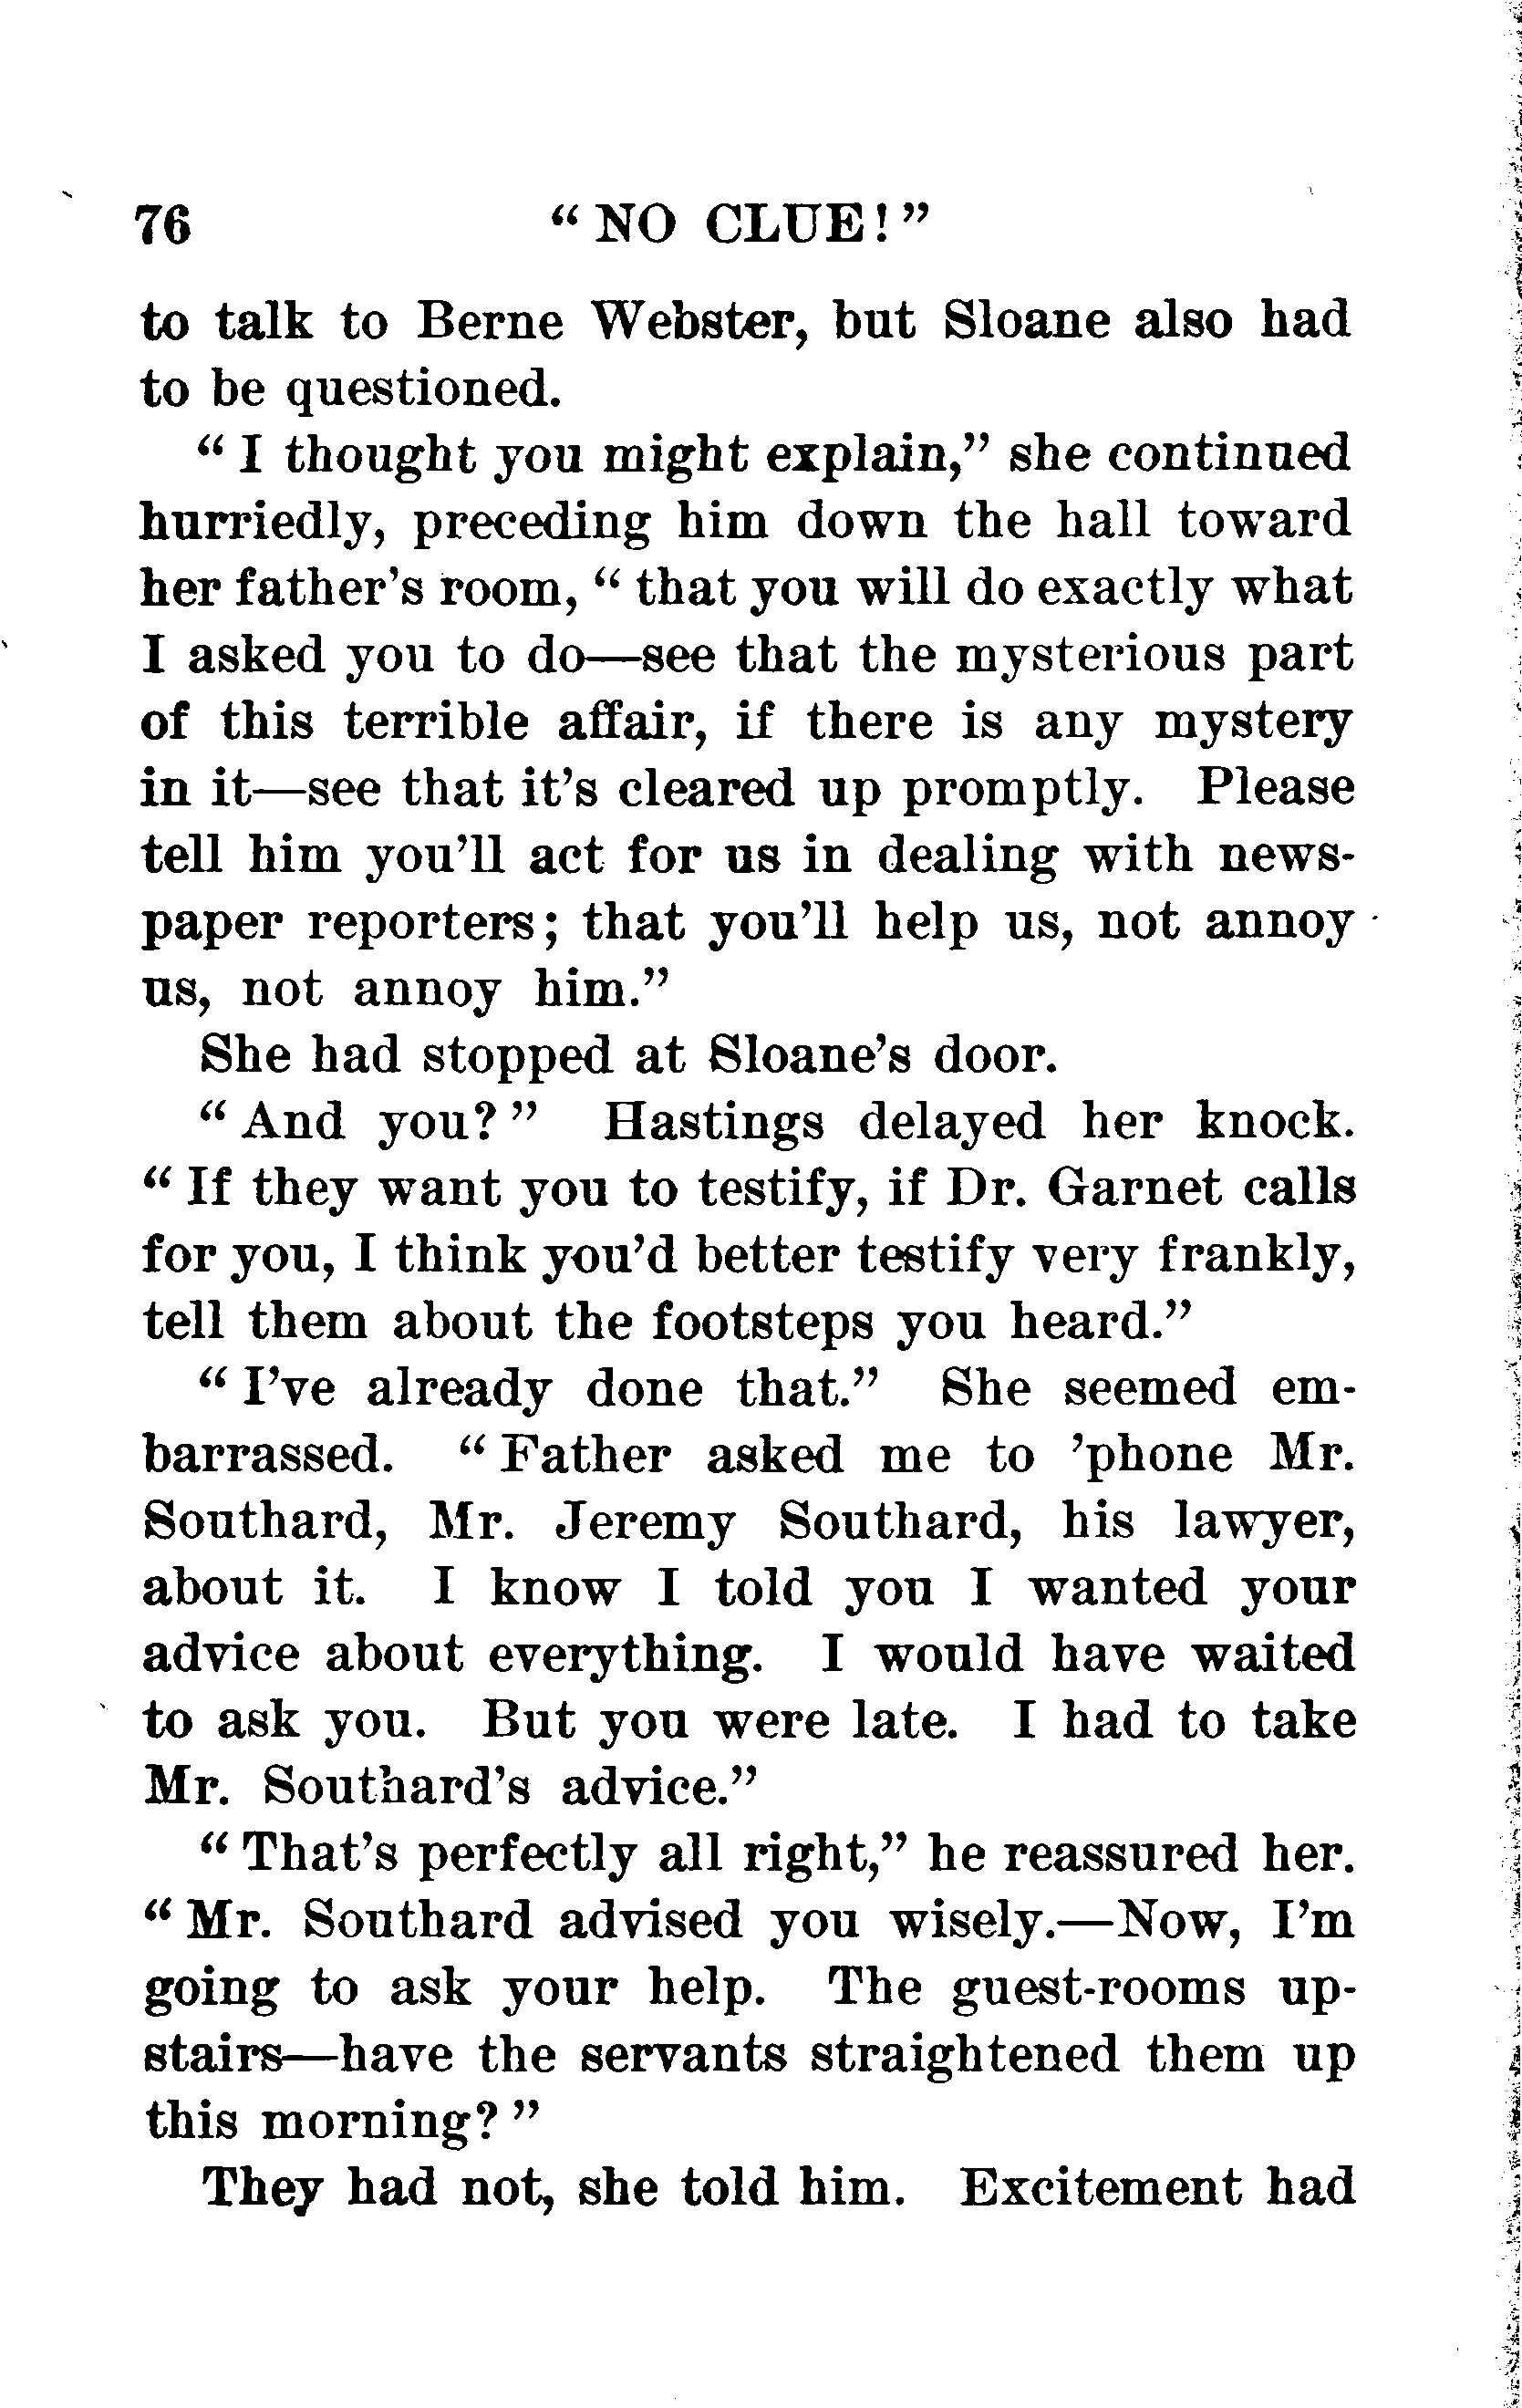 76 “ NO CLUE! ”
to talk to Berne Webster, but Sloane also had
to be questioned.
“ I thought you might explain,” she continued
hurriedly, preceding him down the hall toward
her father’s room, “ that you will do exactly what
I asked you to do—see that the mysterious part
of this terrible affair, if there is any mystery
in it—see that it’s cleared up promptly. Please
tell him you’ll act for us in dealing with news-
paper reporters; that you’ll help us, not annoy
us, not annoy him.”
She had stopped at Sloane’s door.
“ And you? ” Hastings delayed her knock.
“ If they want you to testify, if Dr. Garnet calls
for you, I think you’d better testify very frankly,
tell them about the footsteps you heard.”
“ I’ve already done that.” She seemed em-
barrassed. “ Father asked me to ’phone Mr.
Southard, Mr. Jeremy Southard, his lawyer,
about it. I know I told you I wanted your
advice about everything. I would have waited
to ask you. But you were late. I had to take
Mr. Southard’s advice.”
“ That’s perfectly all right,” he reassured her.
“ Mr. Southard advised you wisely.—Now, I’m
going to ask your help. The guest-rooms up-
stairs—have the servants straightened them up
this morning? ”
They had not, she told him. Excitement had